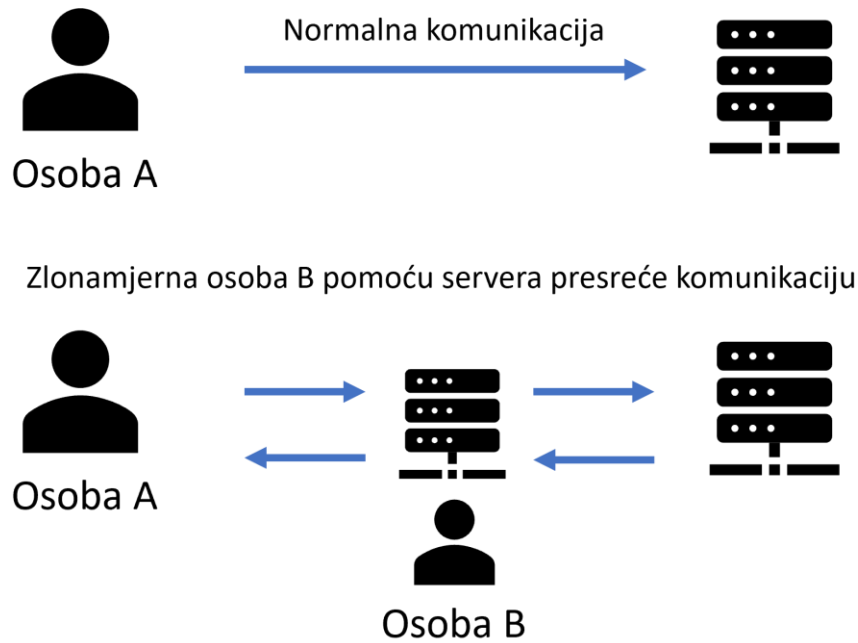 Normalna komunikacija
Osoba A
Zlonamjerna osoba B pomoću servera presreće komunikaciju
Osoba A
Osoba B